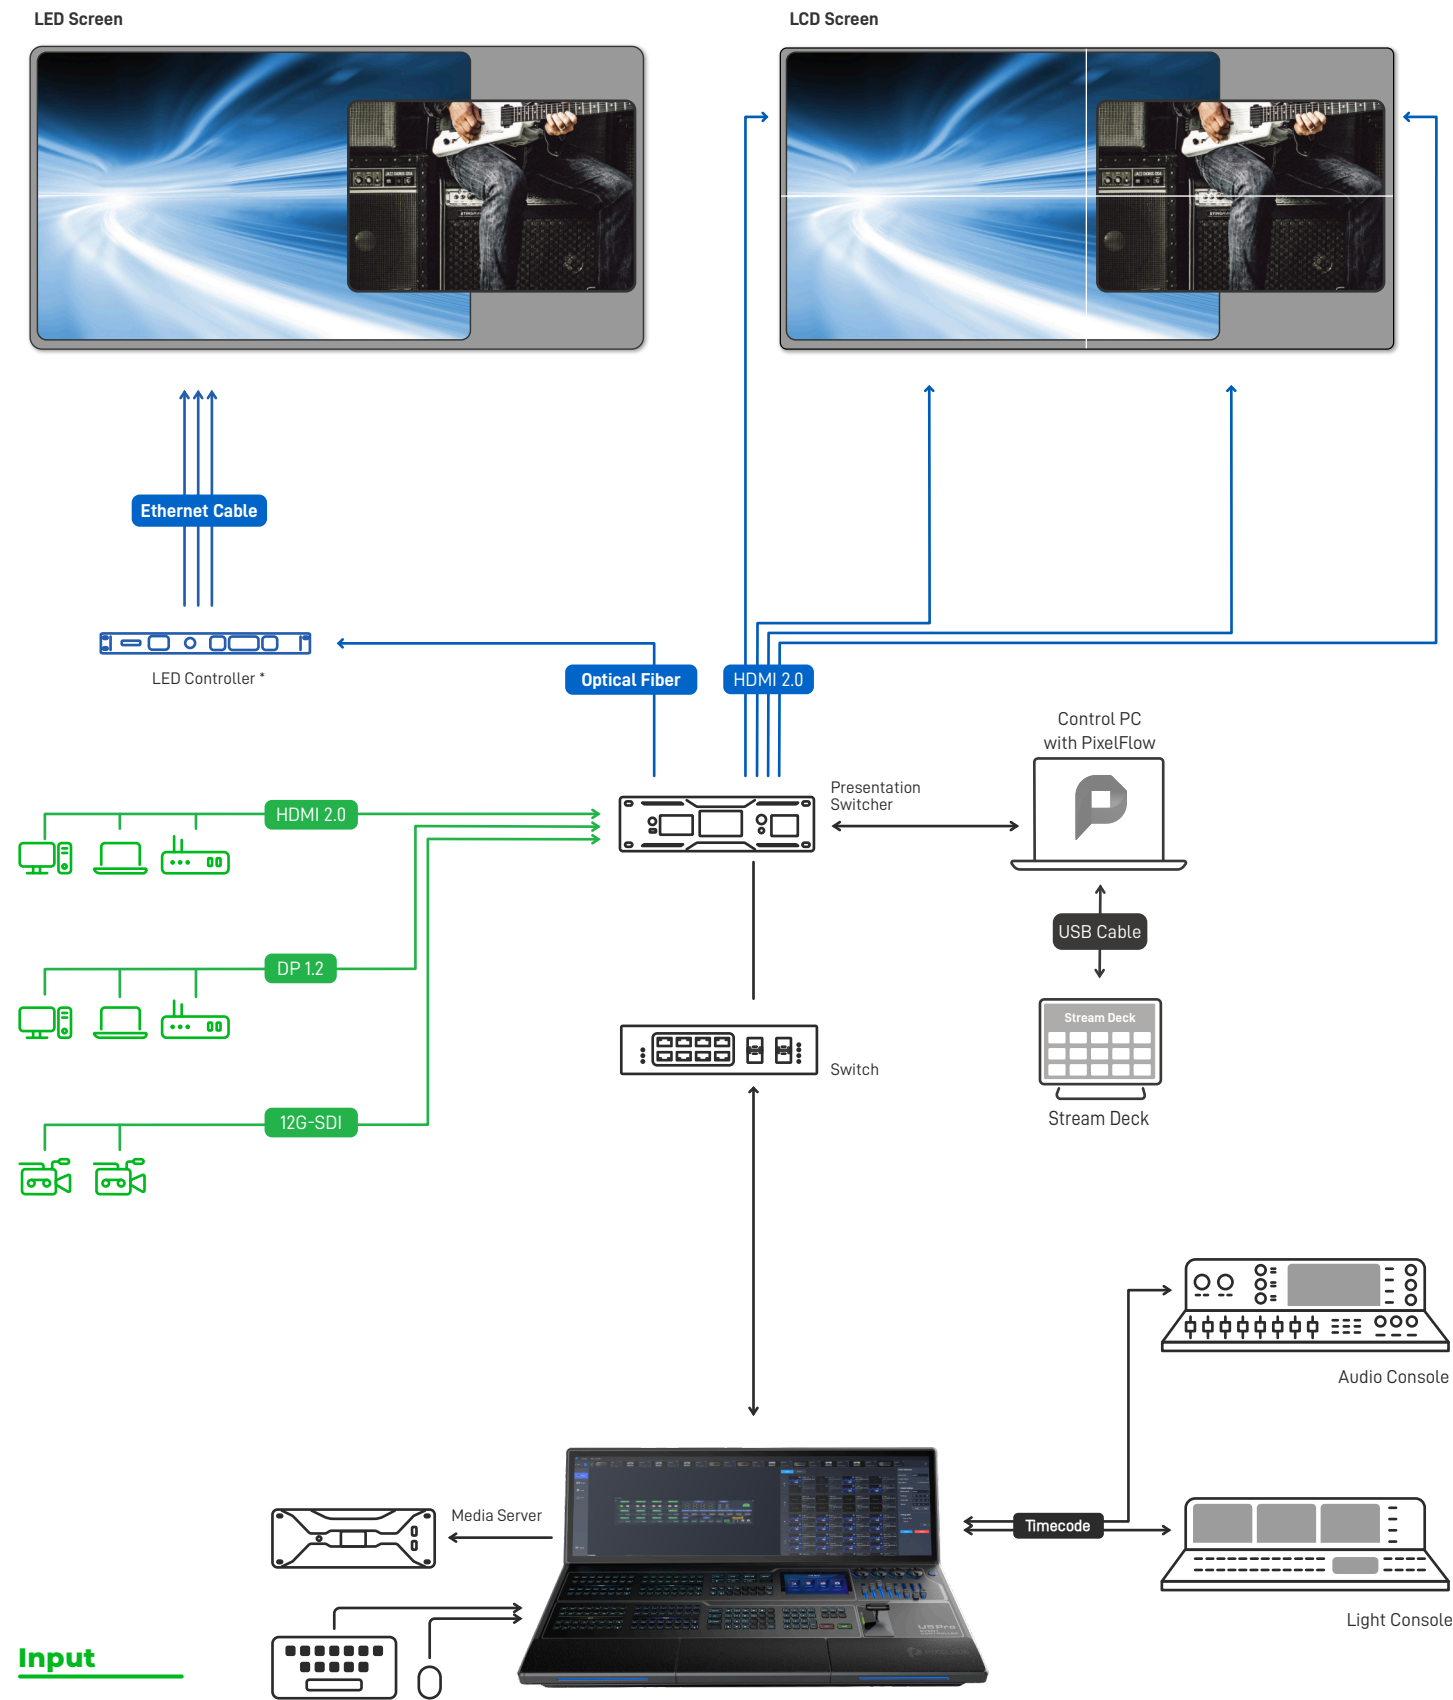 LED Screen
LCD Screen
Ethernet Cable
LED Controller *
Optical Fiber
HDMI 2.0
Control PC
with PixelFlow
Presentation
Switcher
HDMI 2.0
USB Cable
DP 1.2
Stream Deck
Switch
Stream Deck
12G-SDI
Audio Console
Media Server
Timecode
Light Console
U5 Pro
Input